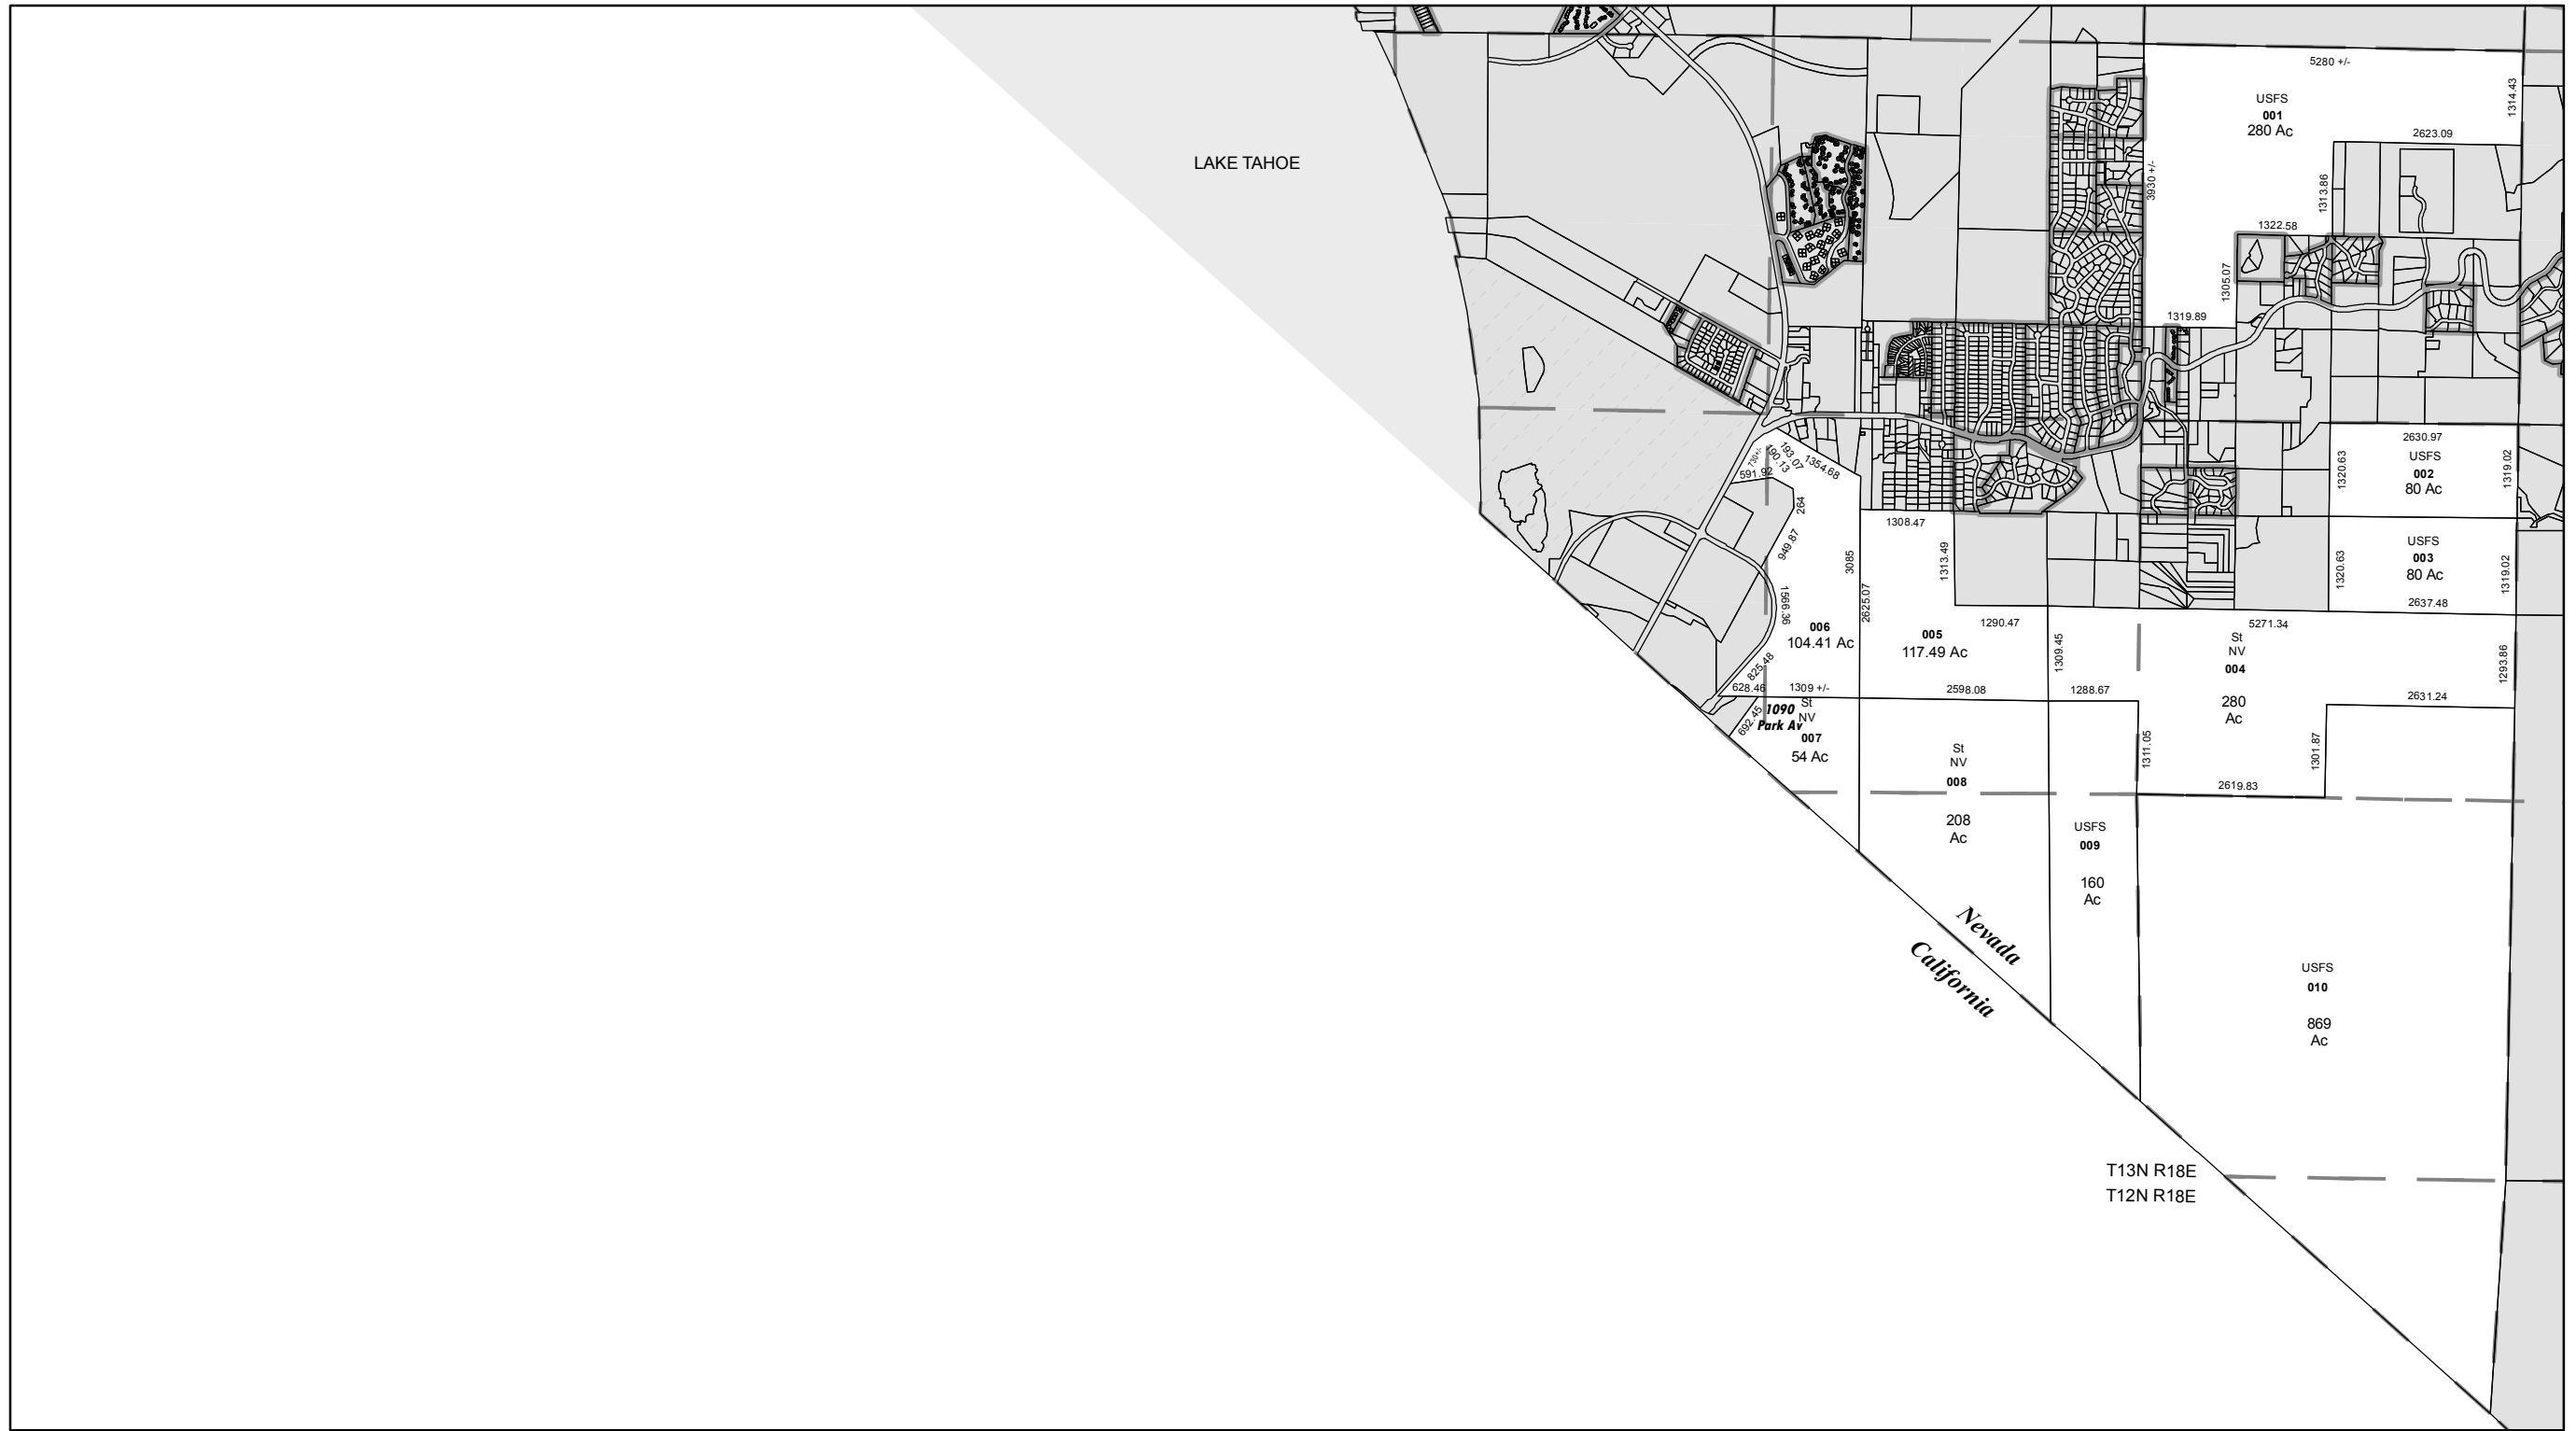 LAKE TAHOE
5280 +/-
USFS
001
280 Ac
1314.43
2623.09
3930 +/-
1313.86
1322.58
1305.07
1319.89
2630.97
USFS
002
80 Ac
1320.63
1319.02
730+/-
190.13
193.07
1354.68
591.92
264
949.87
1308.47
3085
1313.49
USFS
003
80 Ac
1320.63
1319.02
2637.48
1566.36
2625.07
006
104.41 Ac
005
117.49 Ac
1290.47
1309.45
5271.34
St
NV
004
280
Ac
1293.86
825.48
628.46
1309 +/-
2598.08
1288.67
2631.24
692.45
1090
Park Av
St
NV
007
54 Ac
St
NV
008
208
Ac
1311.05
1301.87
2619.83
USFS
009
160
Ac
Nevada
California
USFS
010
869
Ac
T13N R18E
T12N R18E